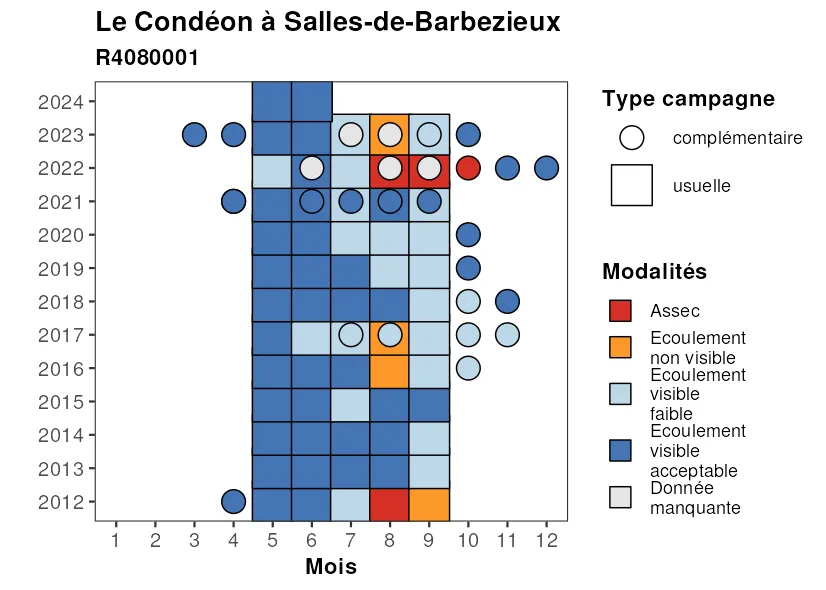 Le Condéon à Salles-de-Barbezieux
R4080001
2024
2023
2022
2021
2020
2019
2018
2017
2016
2015
2014
2013
2012
1 2 3 4 5 6 7 8 9 10 11 12
Mois
Type campagne
complémentaire
usuelle
Modalités
Assec
Ecoulement
non visible
Ecoulement
visible
faible
Ecoulement
visible
acceptable
Donnée
manquante